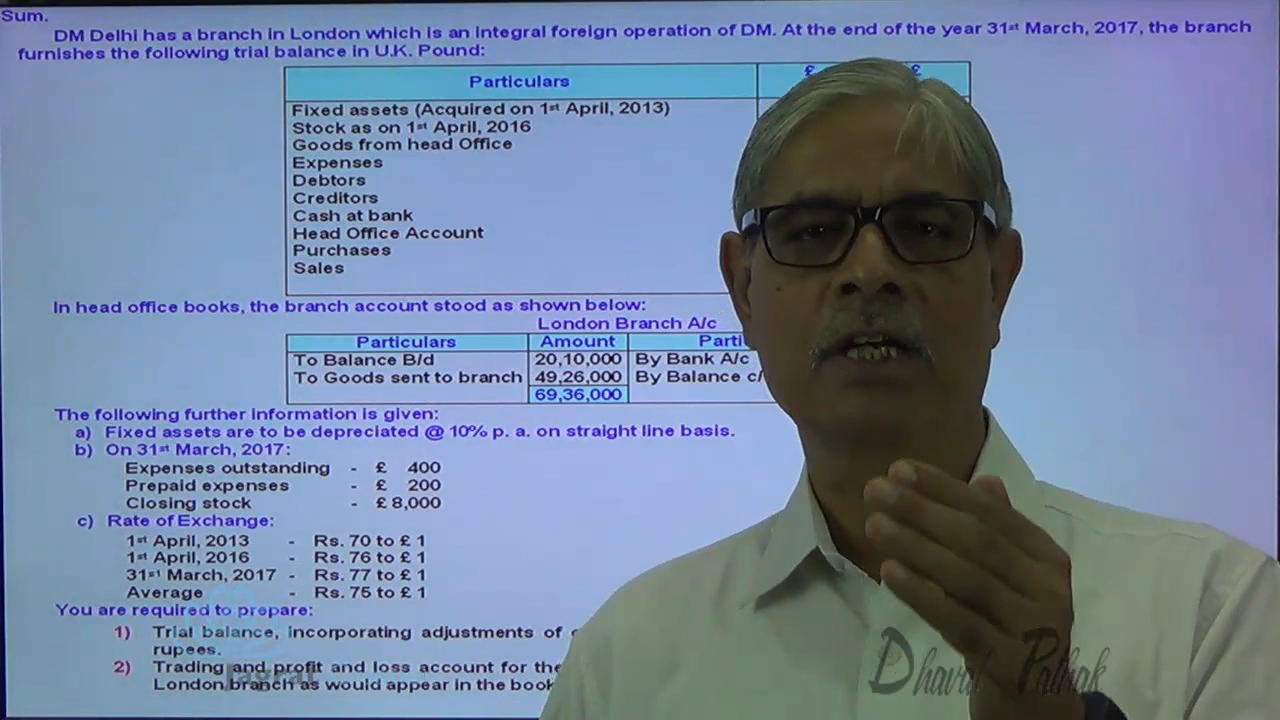 Sum.
DM Delhi has a branch in London which is an integral foreign operation of DM. At the end of the year 31st March, 2017, the branch
furnishes the following trial balance in U.K. Pound:
Particulars £ £
Fixed assets (Acquired on 1st April, 2013)
Stock as on 1st April, 2016
Goods from head Office
Expenses
Debtors
Creditors
Cash at bank
Head Office Account
Purchases
Sales
In head office books, the branch account stood as shown below:
London Branch A/c
Particulars Amount Parti
To Balance B/d 20,10,000 By Bank A/c
To Goods sent to branch 49,26,000 By Balance c/
69,36,000
The following further information is given:
a) Fixed assets are to be depreciated @ 10% p. a. on straight line basis.
b) On 31st March, 2017:
Expenses outstanding - £ 400
Prepaid expenses - £ 200
Closing stock - £ 8,000
c) Rate of Exchange:
1st April, 2013 - Rs. 70 to £ 1
1st April, 2016 - Rs. 76 to £ 1
31st March, 2017 - Rs. 77 to £ 1
Average - Rs. 75 to £ 1
You are required to prepare:
1) Trial balance, incorporating adjustments of
rupees.
2) Trading and profit and loss account for the
London branch as would appear in the book
Jagrat
Dhaval Pathak